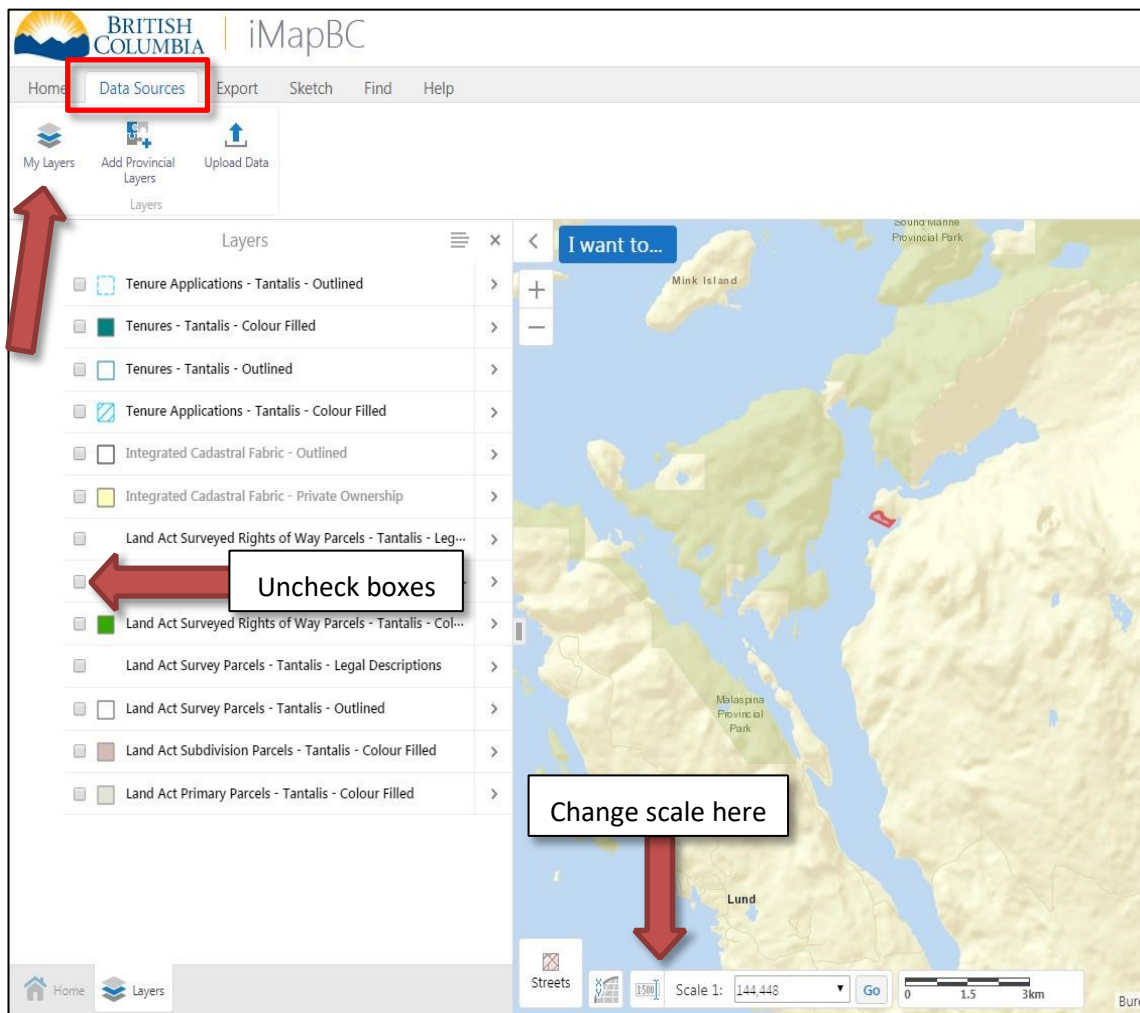 BRITISH
COLUMBIA
iMapBC
Home Data Sources Export Sketch Find Help
My Layers
Add Provincial
Layers
Upload Data
Layers
Layers
I want to...
Tenure Applications - Tantalis - Outlined
Tenures - Tantalis - Colour Filled
Tenures - Tantalis - Outlined
Tenure Applications - Tantalis - Colour Filled
Integrated Cadastral Fabric - Outlined
Integrated Cadastral Fabric - Private Ownership
Land Act Surveyed Rights of Way Parcels - Tantalis - Leg...
Uncheck boxes
Land Act Surveyed Rights of Way Parcels - Tantalis - Col...
Land Act Survey Parcels - Tantalis - Legal Descriptions
Land Act Survey Parcels - Tantalis - Outlined
Land Act Subdivision Parcels - Tantalis - Colour Filled
Land Act Primary Parcels - Tantalis - Colour Filled
Sound Marine
Provincial Park
Mink Island
Malaspina
Provincial
Park
Change scale here
Lund
Home Layers
Streets
1:500
Scale 1: 144,448 Go
0 1.5 3km